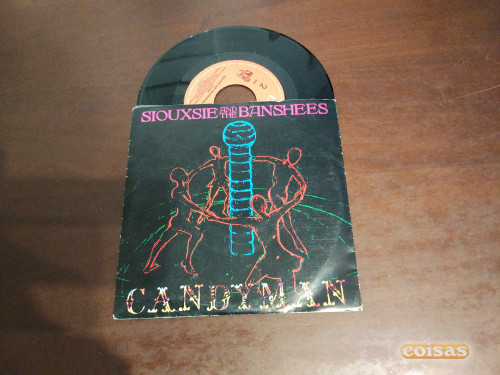 SIOUXSIE AND THE BANSHEES
CANDYMAN
coisas